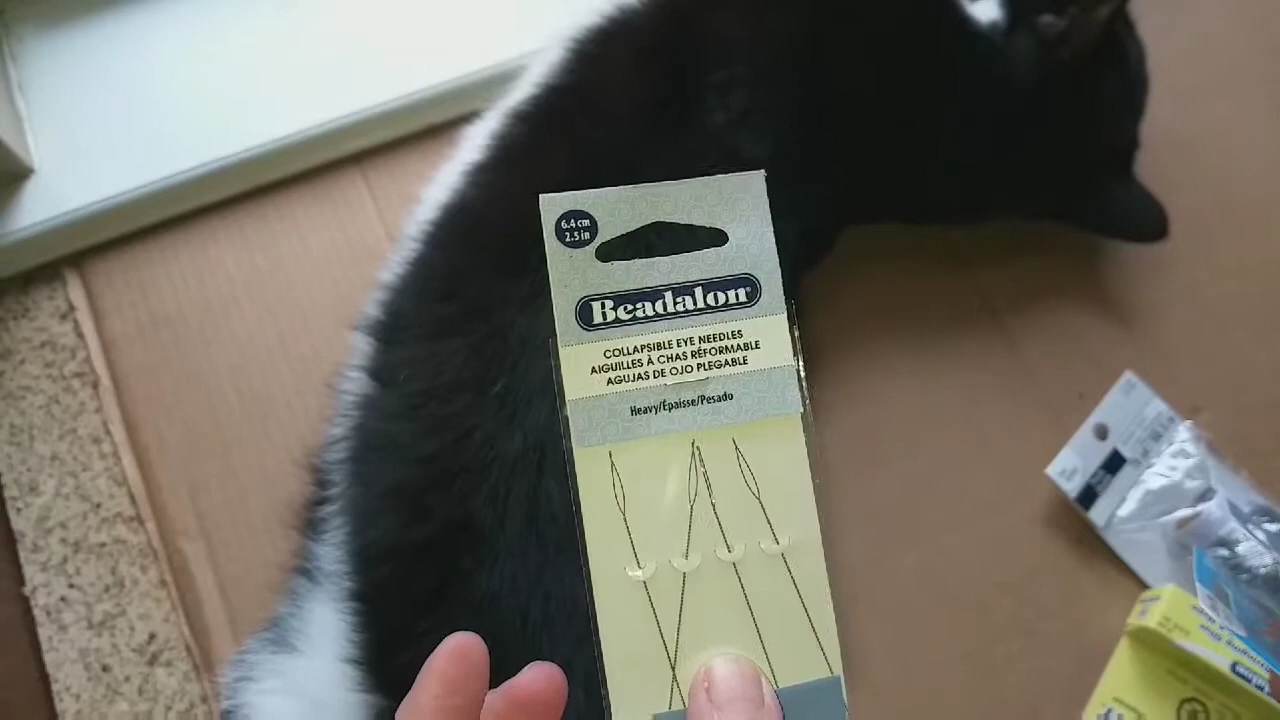 6.4 cm
2.5 in
Beadalon®
COLLAPSIBLE EYE NEEDLES
AIGUILLES À CHAS RÉFORMABLE
AGUJAS DE OJO PLEGABLE
Heavy/Épaisse/Pesado